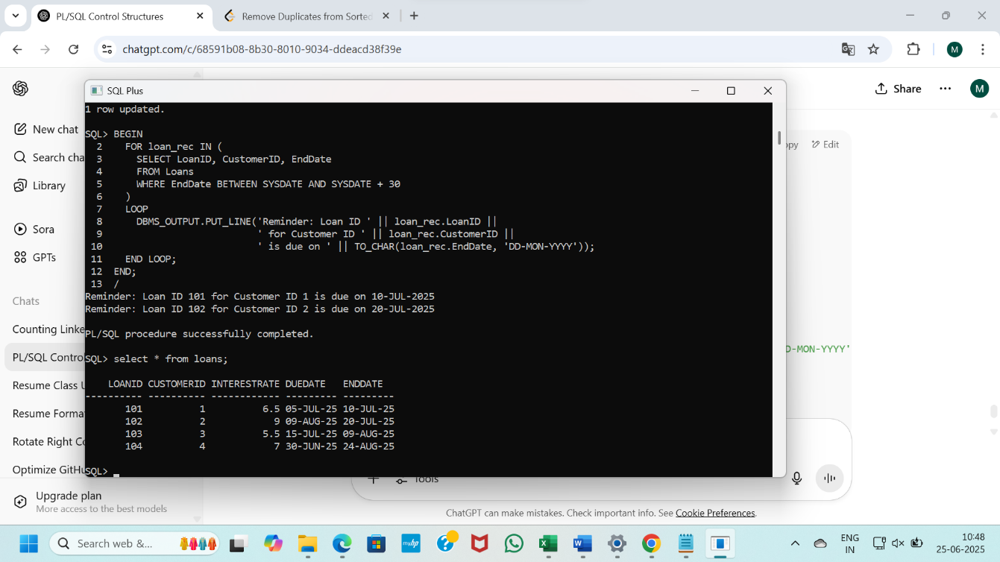 PL/SQL Control Structures
Remove Duplicates from Sorted
chatgpt.com/c/68591b08-8b30-8010-9034-ddeacd38f39e
M
SQL Plus
Share
M
New chat
Search cha
Library
Sora
GPTs
Chats
Counting Linke
PL/SQL Contro
Resume Class U
Resume Forma
Rotate Right Co
Optimize GitHu
Upgrade plan
More access to the best models
opy
Edit
D-MON-YYYY'
1 row updated.
SQL> BEGIN
  2    FOR loan_rec IN (
  3      SELECT LoanID, CustomerID, EndDate
  4      FROM Loans
  5      WHERE EndDate BETWEEN SYSDATE AND SYSDATE + 30
  6    )
  7    LOOP
  8      DBMS_OUTPUT.PUT_LINE('Reminder: Loan ID ' || loan_rec.LoanID ||
  9                           ' for Customer ID ' || loan_rec.CustomerID ||
 10                           ' is due on ' || TO_CHAR(loan_rec.EndDate, 'DD-MON-YYYY'));
 11    END LOOP;
 12  END;
 13  /
Reminder: Loan ID 101 for Customer ID 1 is due on 10-JUL-2025
Reminder: Loan ID 102 for Customer ID 2 is due on 20-JUL-2025
PL/SQL procedure successfully completed.
SQL> select * from loans;
    LOANID CUSTOMERID INTERESTRATE DUEDATE   ENDDATE
---------- ---------- ------------ --------- ---------
       101          1          6.5 05-JUL-25 10-JUL-25
       102          2            9 09-AUG-25 20-JUL-25
       103          3          5.5 15-JUL-25 09-AUG-25
       104          4            7 30-JUN-25 24-AUG-25
SQL>
Tools
ChatGPT can make mistakes. Check important info. See Cookie Preferences.
Search web &...
myhp
ENG
IN
10:48
25-06-2025